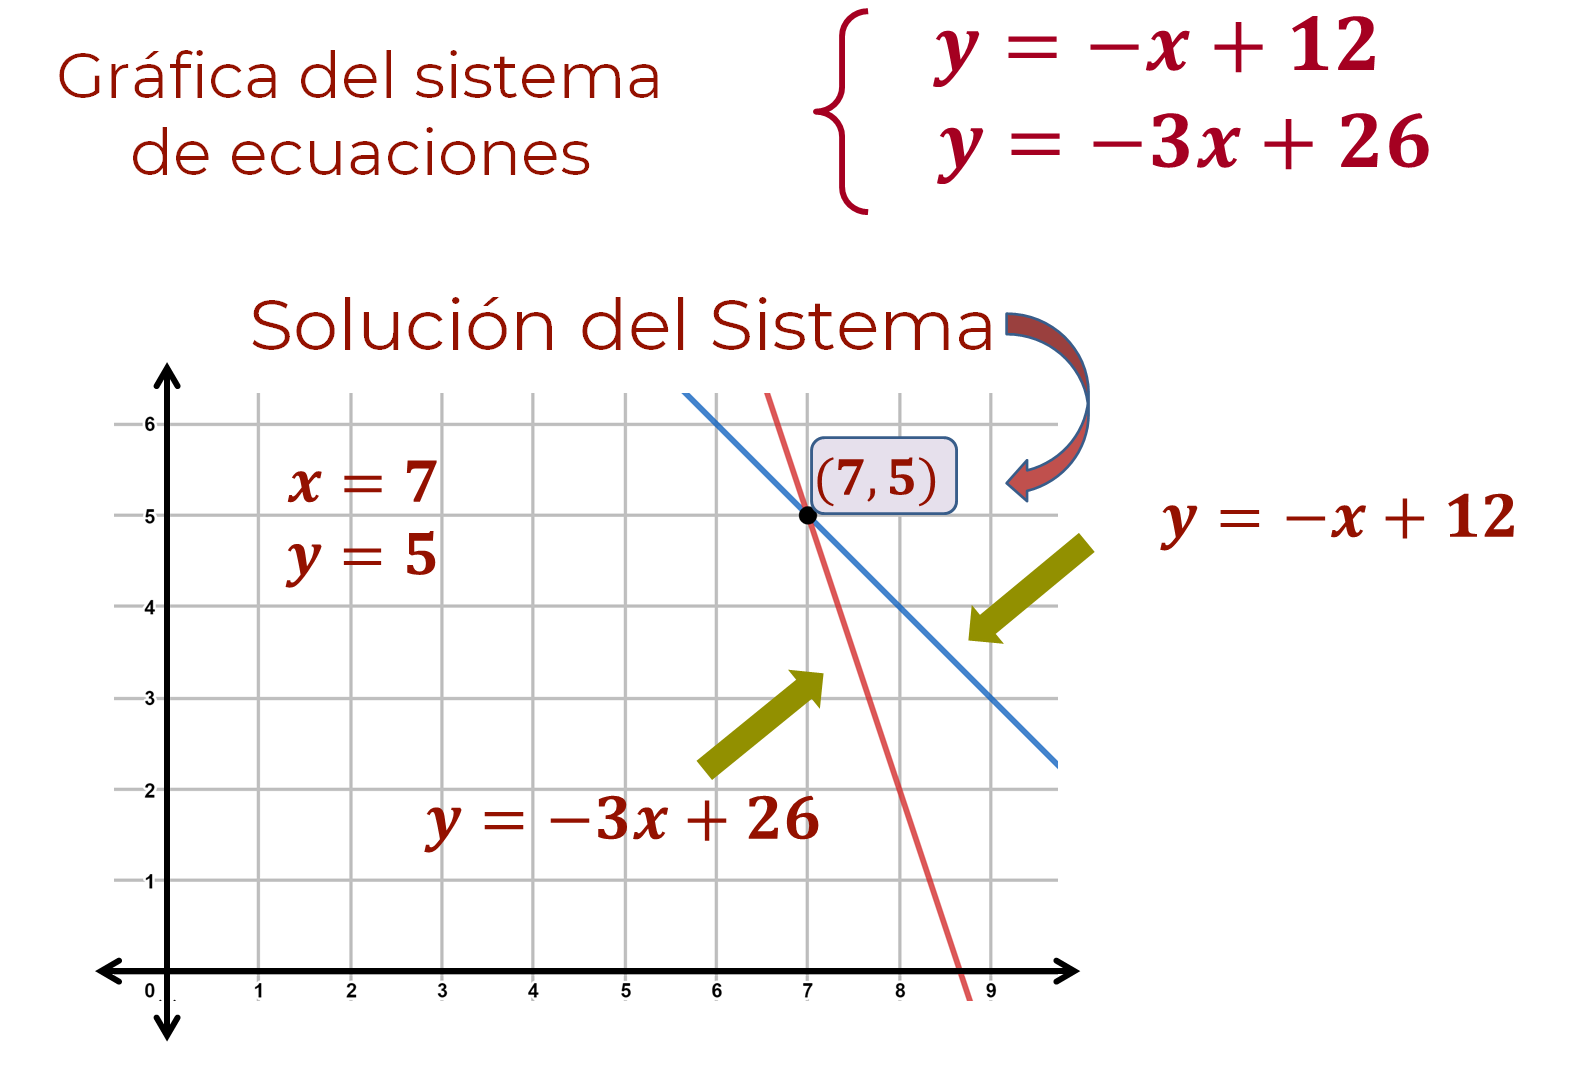 Gráfica del sistema
de ecuaciones
y = −x + 12
y = −3x + 26
Solución del Sistema
6
x = 7
(7, 5)
5
y = −x + 12
y = 5
4
3
2
y = −3x + 26
1
0 1 2 3 4 5 6 7 8 9